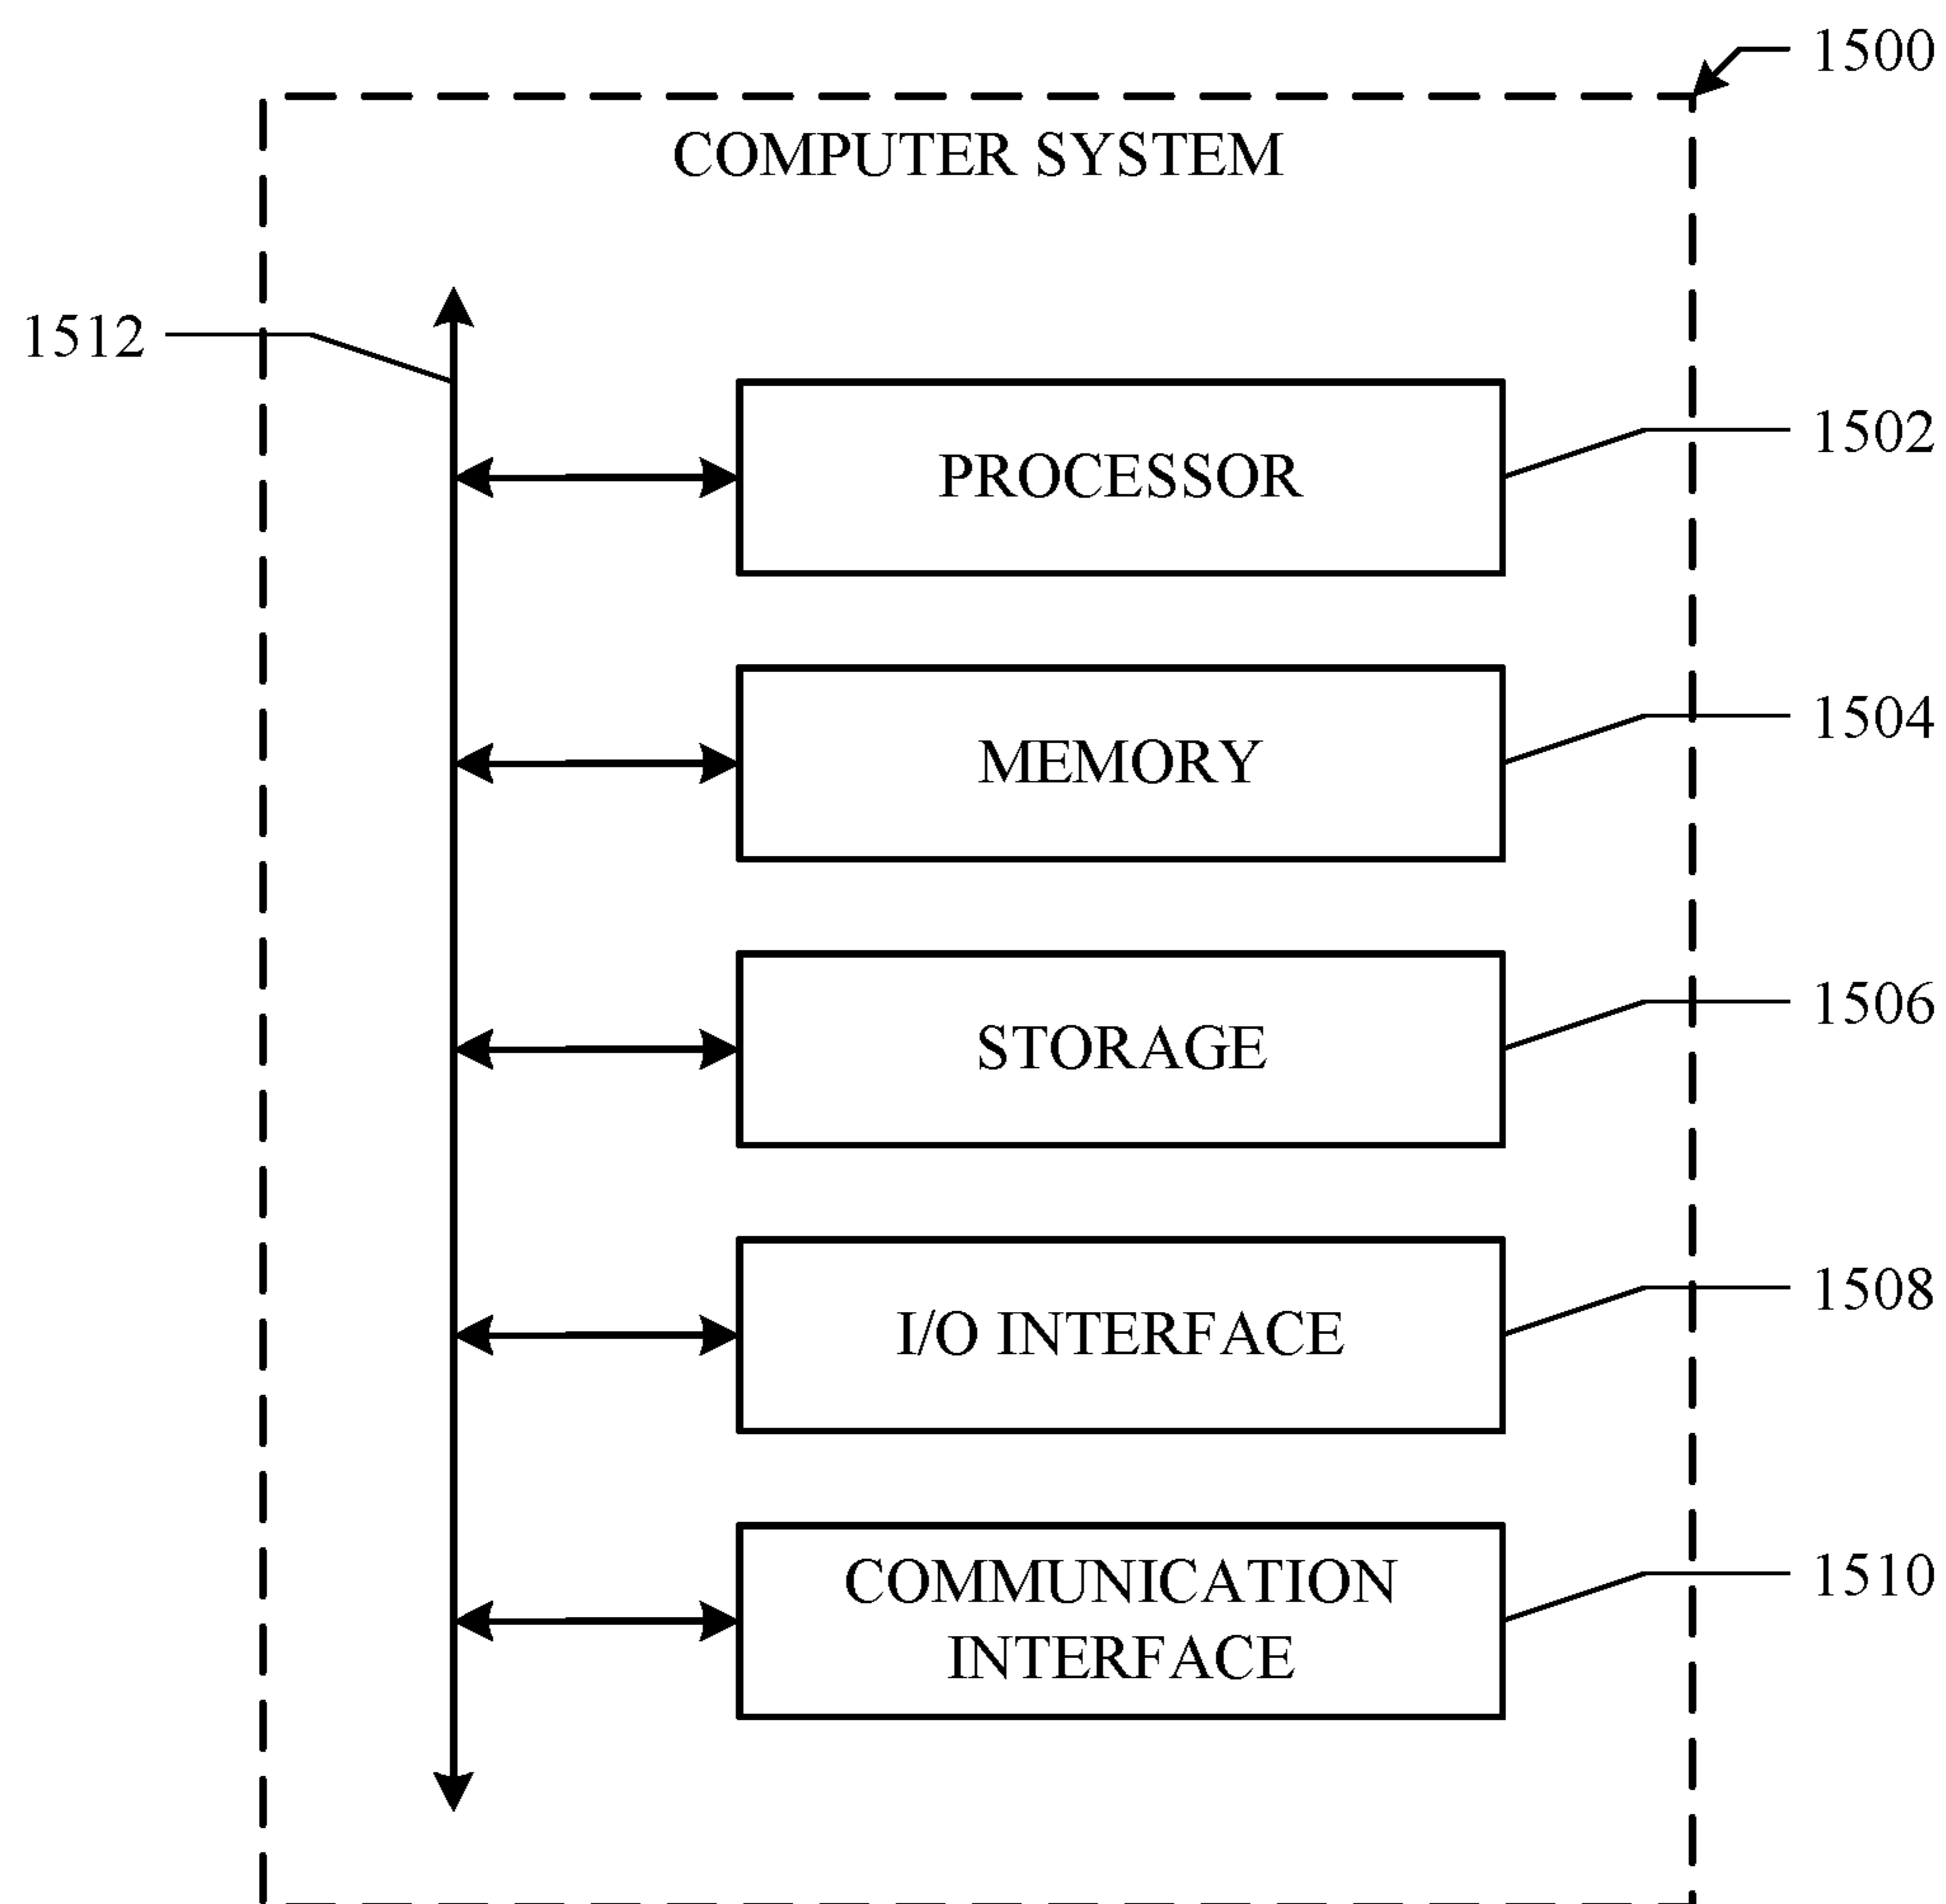 1500
COMPUTER SYSTEM
1512
PROCESSOR
1502
MEMORY
1504
STORAGE
1506
I/O INTERFACE
1508
COMMUNICATION
INTERFACE
1510